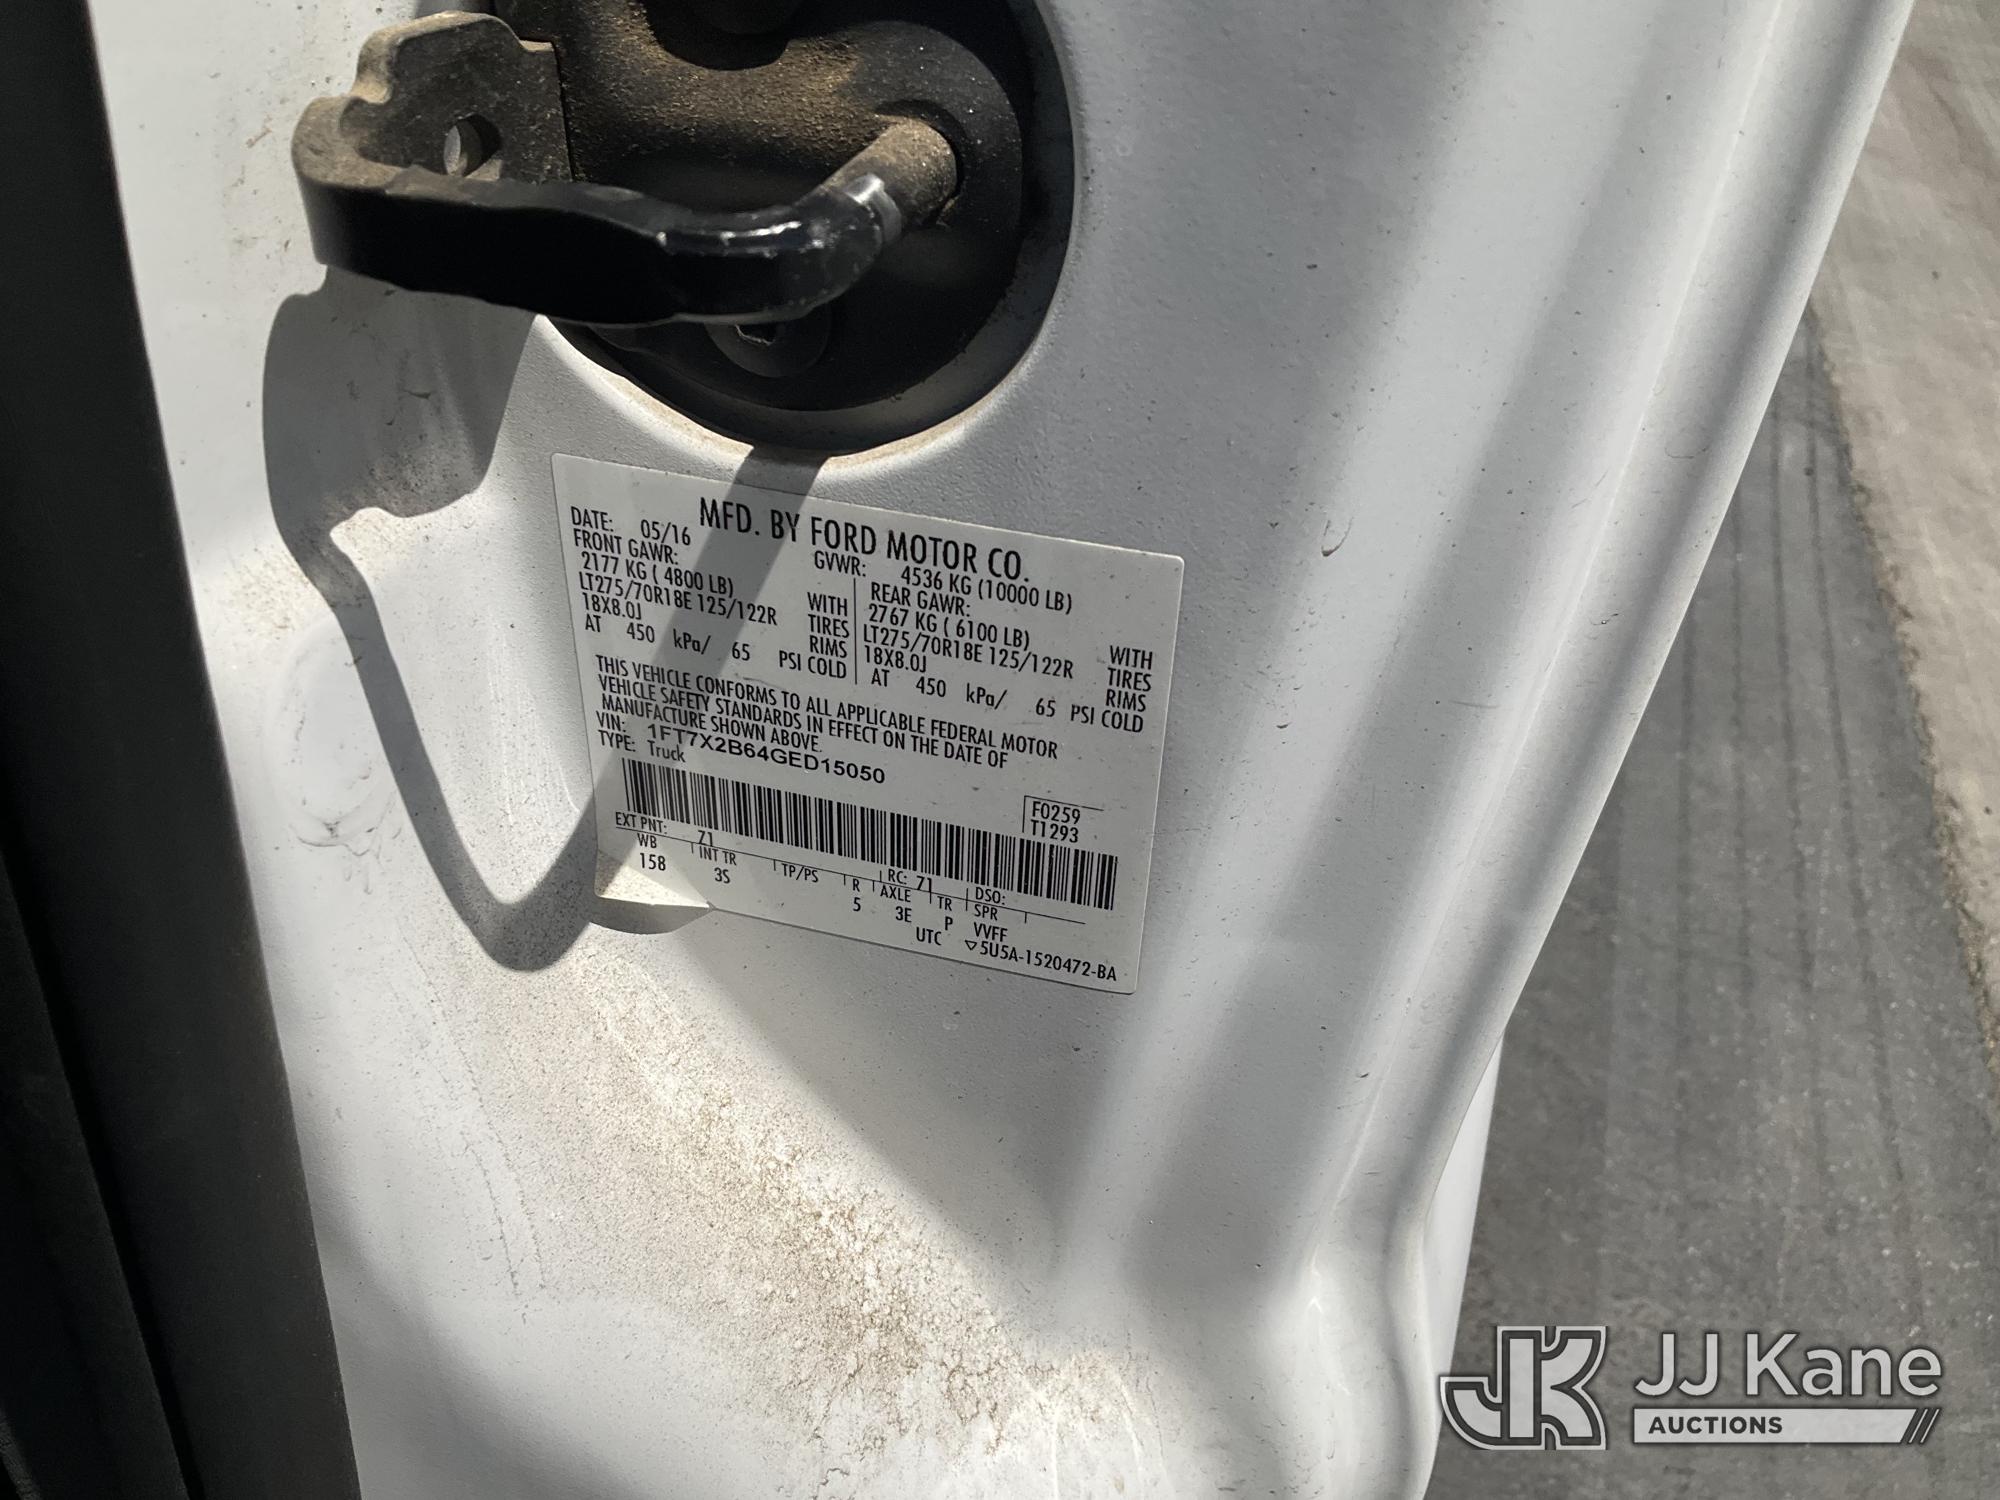 MFD. BY FORD MOTOR CO.
DATE: 05/16
GVWR: 4536 KG (10000 LB)
FRONT GAWR:
2177 KG ( 4800 LB) WITH
LT275/70R18E 125/122R TIRES
18X8.0J RIMS
AT 450 kPa/ 65 PSI COLD
REAR GAWR:
2767 KG ( 6100 LB) WITH
LT275/70R18E 125/122R TIRES
18X8.0J RIMS
AT 450 kPa/ 65 PSI COLD
THIS VEHICLE CONFORMS TO ALL APPLICABLE FEDERAL MOTOR
VEHICLE SAFETY STANDARDS IN EFFECT ON THE DATE OF
MANUFACTURE SHOWN ABOVE.
VIN: 1FT7X2B64GED15050
TYPE: Truck
F0259
T1293
EXT PNT: Z1 RC: 71 DSO:
WB INT TR TP/PS R AXLE TR SPR
158 3S 5 3E P VVFF
UTC ▽5U5A-1520472-BA
JK JJ Kane
AUCTIONS